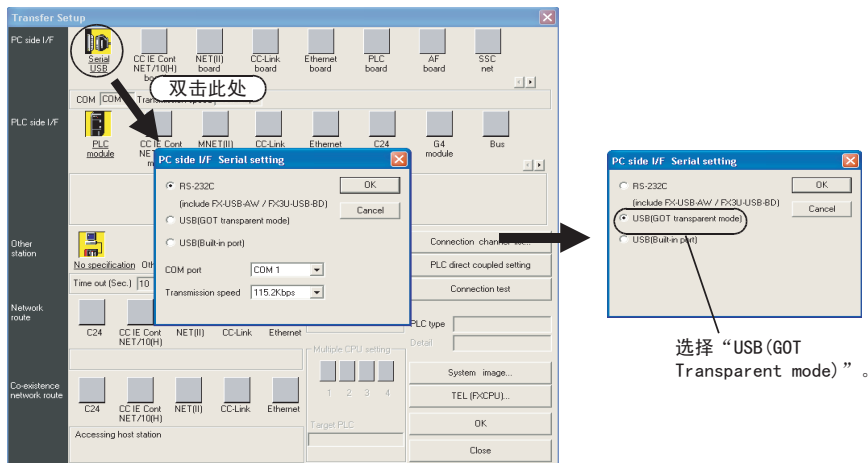 Transfer Setup
PC side I/F
Serial
USB
CC IE Cont
NET/10(H)
NET(II)
board
CC-Link
board
Ethernet
board
PLC
board
AF
board
SSC
net
双击此处
COM COM
PLC side I/F
PLC
module
CC IE Cont
MNET(II)
CC-Link
Ethernet
C24
G4
module
Bus
PC side I/F Serial setting
RS-232C
(include FX-USB-AW / FX3U-USB-BD)
USB(GOT transparent mode)
USB(Built-in port)
COM port
COM 1
Transmission speed
115.2Kbps
OK
Cancel
Other
station
No specification
Time out (Sec.) 10
Connection channel
PLC direct coupled setting
Connection test
PLC type
Detail
Network
route
C24
CC IE Cont
NET/10(H)
NET(II)
CC-Link
Ethernet
Multiple CPU setting
1 2 3 4
Target PLC
System image...
TEL (FXCPU)...
OK
Close
Co-existence
network route
C24
CC IE Cont
NET/10(H)
NET(II)
CC-Link
Ethernet
Accessing host station
PC side I/F Serial setting
RS-232C
(include FX-USB-AW / FX3U-USB-BD)
USB(GOT transparent mode)
USB(Built-in port)
OK
Cancel
选择“USB(GOT
Transparent mode)”。